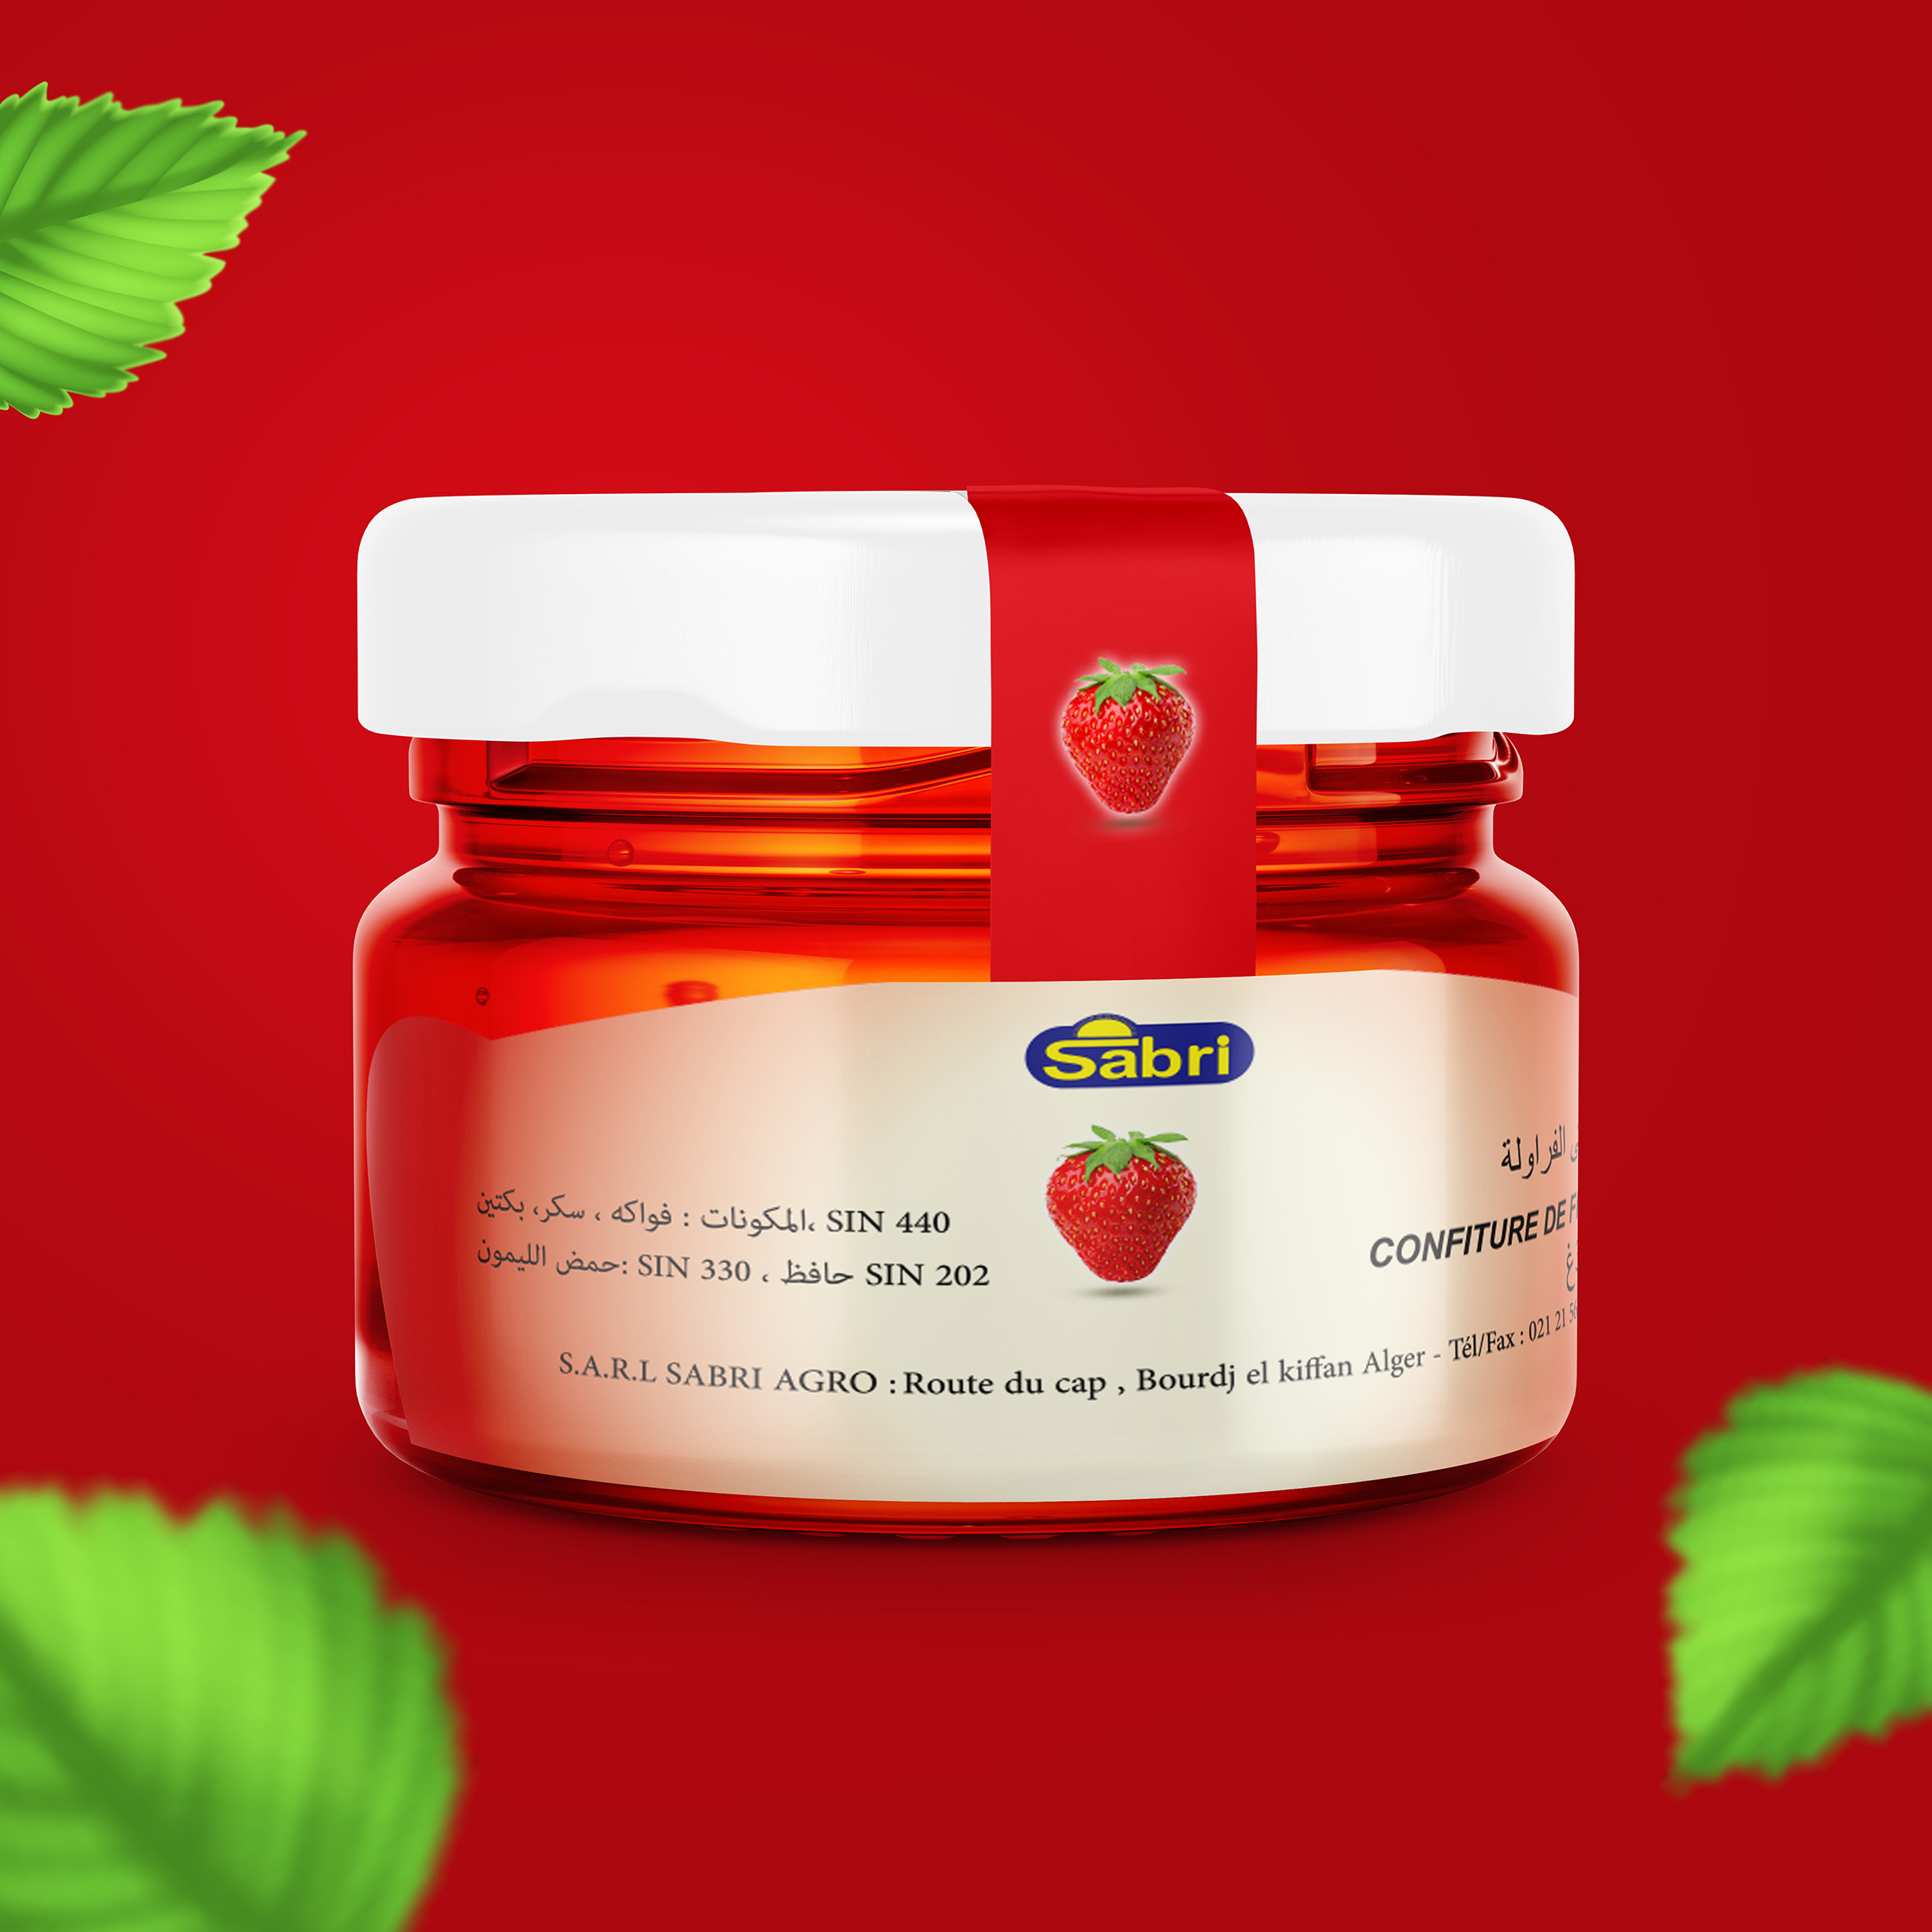 Sabri
المكونات : فواكه ، سكر، بكتين، SIN 440
حمض الليمون: SIN 330 ، حافظ SIN 202
الفراولة
CONFITURE DE
S.A.R.L SABRI AGRO : Route du cap , Bourdj el kiffan Alger - Tél/Fax : 021 21